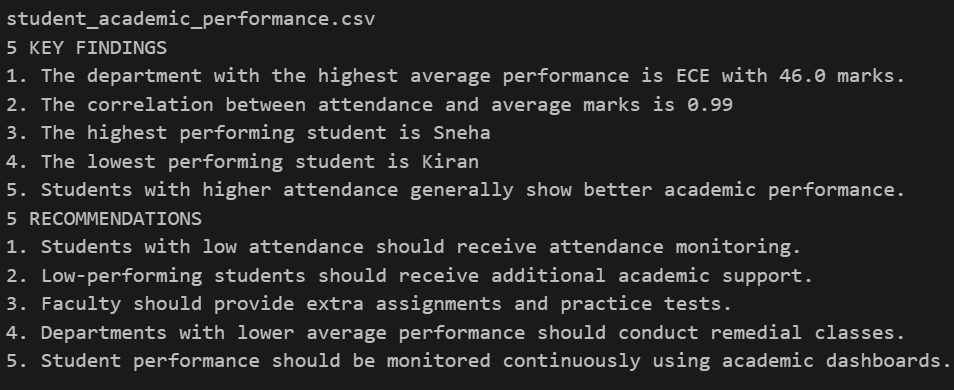 student_academic_performance.csv
5 KEY FINDINGS
1. The department with the highest average performance is ECE with 46.0 marks.
2. The correlation between attendance and average marks is 0.99
3. The highest performing student is Sneha
4. The lowest performing student is Kiran
5. Students with higher attendance generally show better academic performance.
5 RECOMMENDATIONS
1. Students with low attendance should receive attendance monitoring.
2. Low-performing students should receive additional academic support.
3. Faculty should provide extra assignments and practice tests.
4. Departments with lower average performance should conduct remedial classes.
5. Student performance should be monitored continuously using academic dashboards.